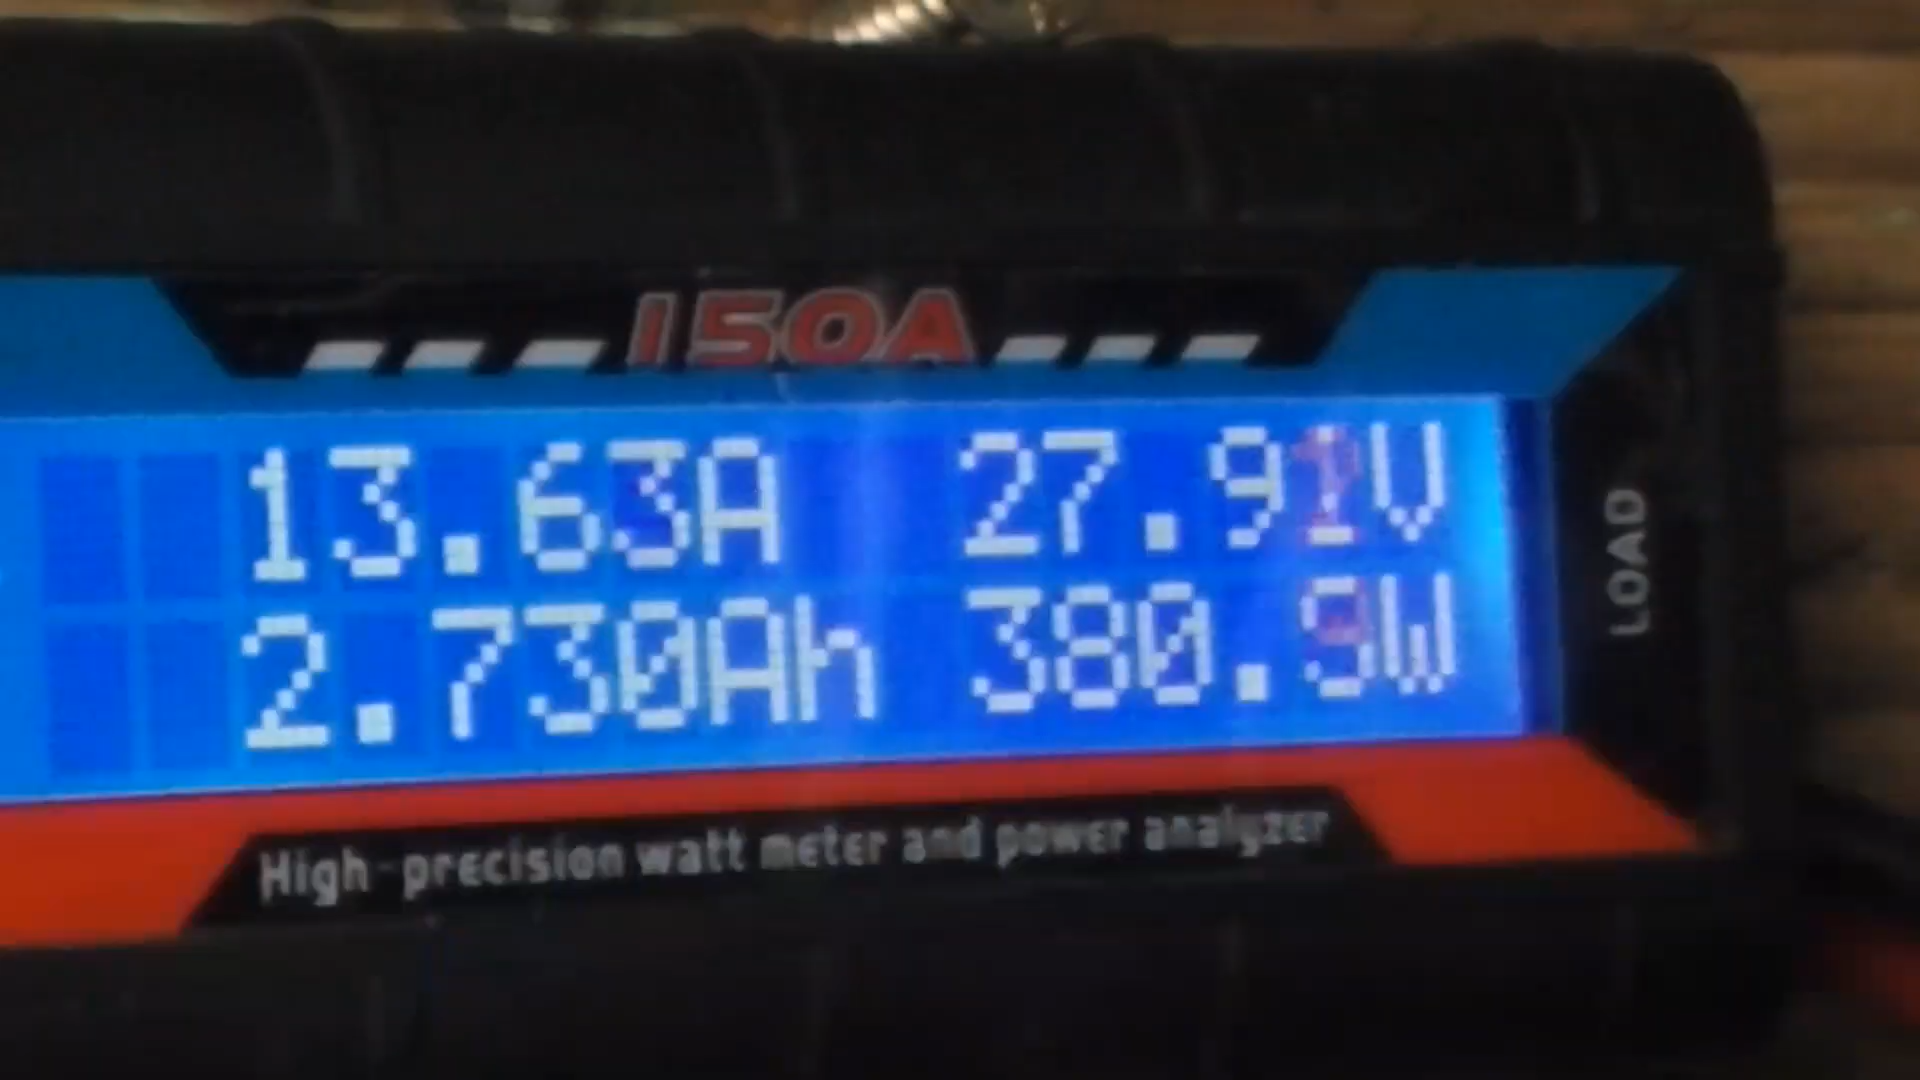 150A
13.63A 27.91V
2.730Ah 380.9W
High-precision watt meter and power analyzer
LOAD